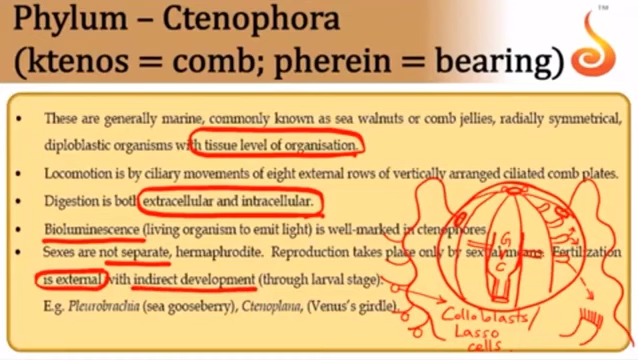 Phylum – Ctenophora
(ktenos = comb; pherein = bearing)
TM
• These are generally marine, commonly known as sea walnuts or comb jellies, radially symmetrical,
diploblastic organisms with tissue level of organisation.
• Locomotion is by ciliary movements of eight external rows of vertically arranged ciliated comb plates.
• Digestion is both extracellular and intracellular.
• Bioluminescence (living organism to emit light) is well-marked in ctenophores.
• Sexes are not separate, hermaphrodite. Reproduction takes place only by sexual means. Fertilization
is external with indirect development (through larval stage).
E.g. Pleurobrachia (sea gooseberry), Ctenoplana, (Venus's girdle).
G
C
Colloblasts/
Lasso
cells